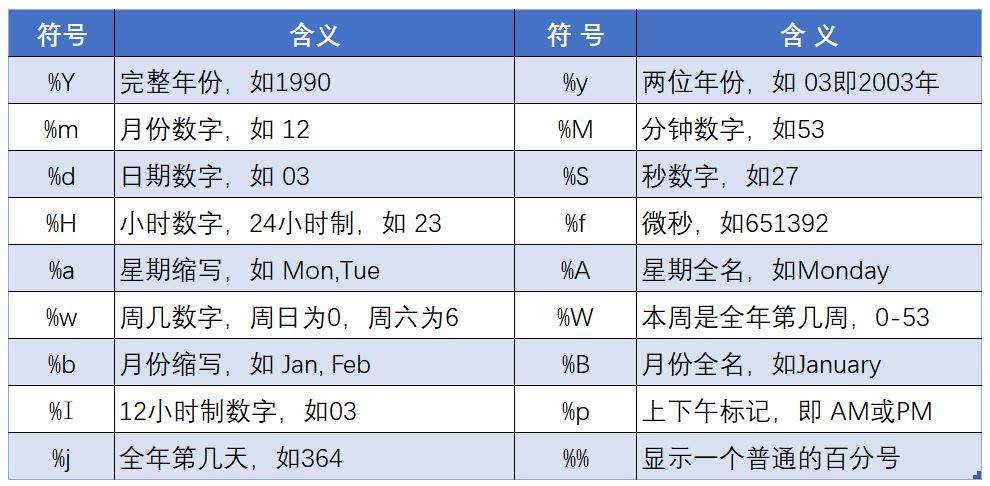 符号 含义 符 号 含 义
%Y 完整年份，如1990 %y 两位年份，如 03即2003年
%m 月份数字，如 12 %M 分钟数字，如53
%d 日期数字，如 03 %S 秒数字，如27
%H 小时数字，24小时制，如 23 %f 微秒，如651392
%a 星期缩写，如 Mon,Tue %A 星期全名，如Monday
%w 周几数字，周日为0，周六为6 %W 本周是全年第几周，0-53
%b 月份缩写，如 Jan, Feb %B 月份全名，如January
%I 12小时制数字，如03 %p 上下午标记，即 AM或PM
%j 全年第几天，如364 %% 显示一个普通的百分号